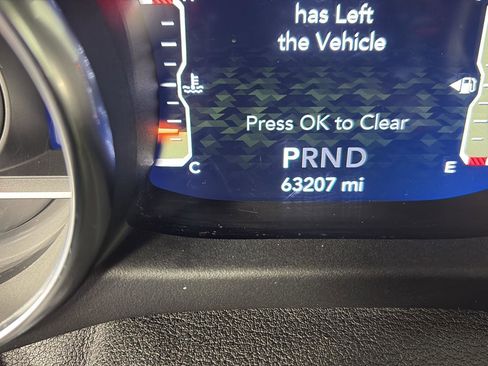 has Left
the Vehicle
Press OK to Clear
C
PRND
E
63207 mi